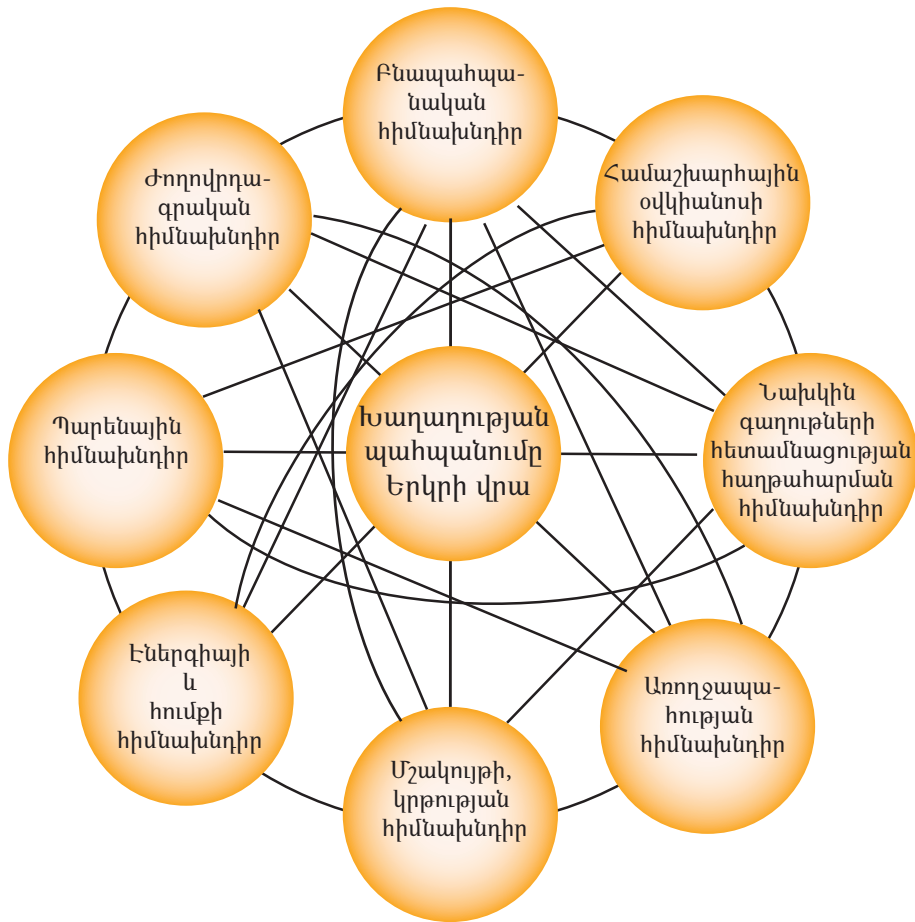 Բնապահպա-
նական
հիմնախնդիր
Համաշխարհային
օվկիանոսի
հիմնախնդիր
Ժողովրդա-
գրական
հիմնախնդիր
Խաղաղության
պահպանումը
Երկրի վրա
Նախկին
գաղութների
հետամնացության
հաղթահարման
հիմնախնդիր
Պարենային
հիմնախնդիր
Էներգիայի
և
հումքի
հիմնախնդիր
Առողջապա-
հության
հիմնախնդիր
Մշակույթի,
կրթության
հիմնախնդիր